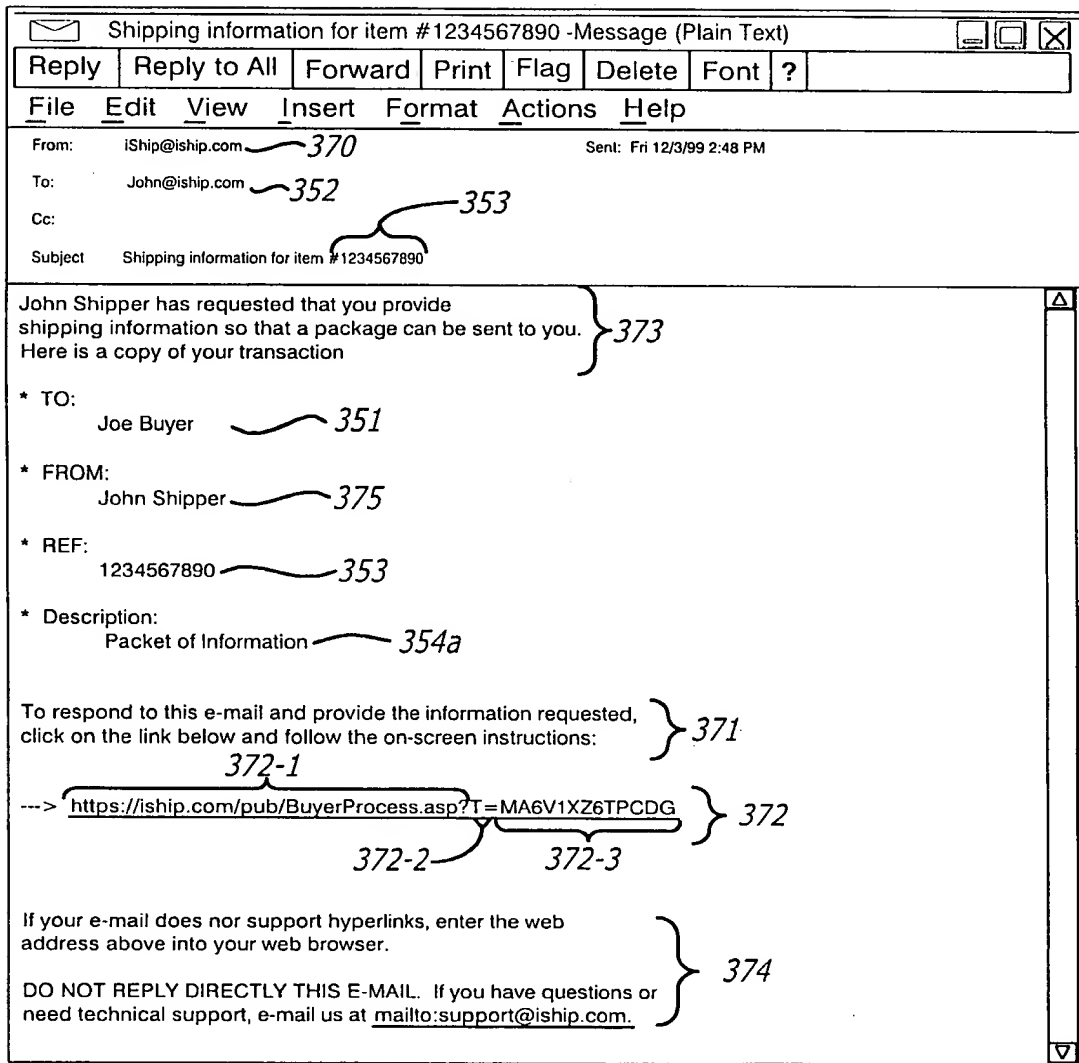 Shipping information for item #1234567890 -Message (Plain Text)
Reply Reply to All Forward Print Flag Delete Font ?
File Edit View Insert Format Actions Help
From: iShip@iship.com 370 Sent: Fri 12/3/99 2:48 PM
To: John@iship.com 352
Cc: 353
Subject Shipping information for item #1234567890
John Shipper has requested that you provide
shipping information so that a package can be sent to you. 373
Here is a copy of your transaction
* TO:
Joe Buyer 351
* FROM:
John Shipper 375
* REF:
1234567890 353
* Description:
Packet of Information 354a
To respond to this e-mail and provide the information requested,
click on the link below and follow the on-screen instructions: 371
372-1
---> https://iship.com/pub/BuyerProcess.asp?T=MA6V1XZ6TPCDG 372
372-2 372-3
If your e-mail does nor support hyperlinks, enter the web
address above into your web browser.
374
DO NOT REPLY DIRECTLY THIS E-MAIL. If you have questions or
need technical support, e-mail us at mailto:support@iship.com.